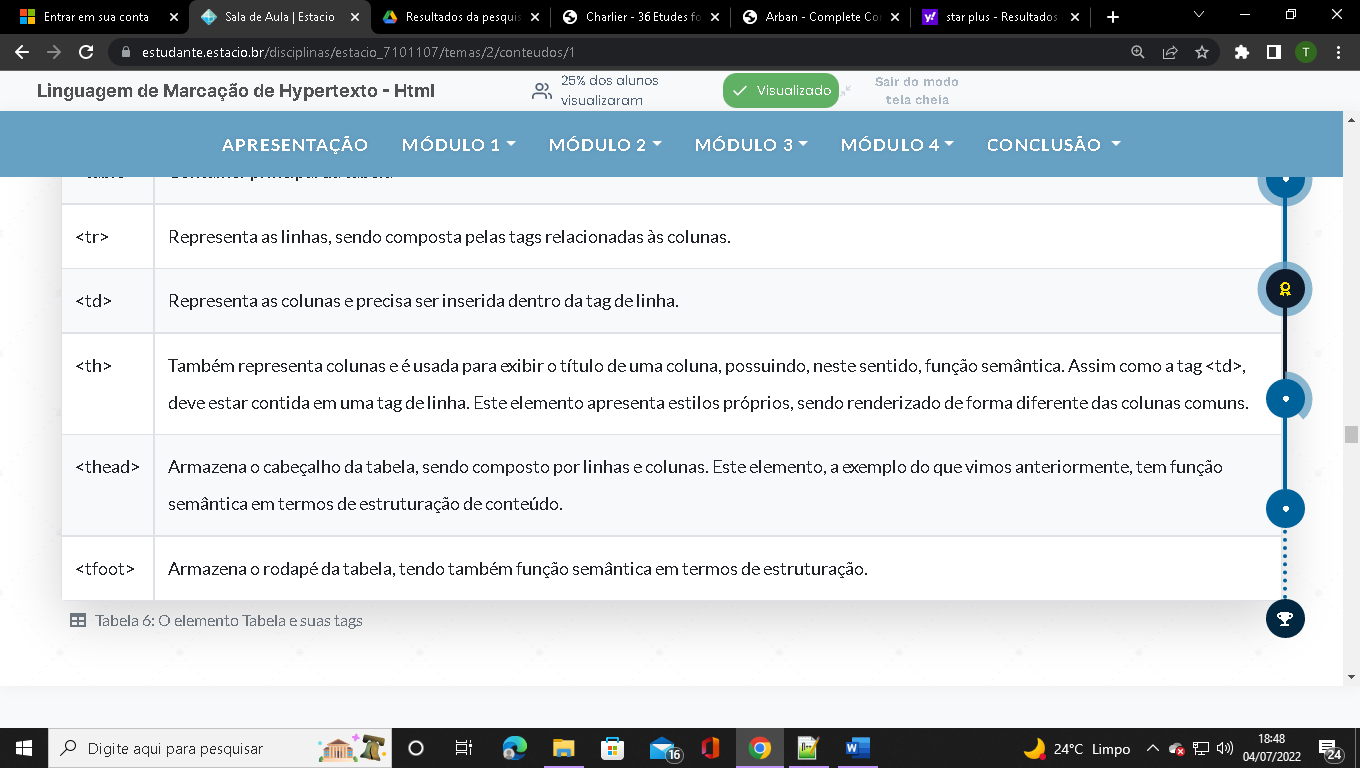 Entrar em sua conta
Sala de Aula | Estacio
Resultados da pesquis
Charlier - 36 Etudes fo
Arban - Complete Co
star plus - Resultados
estudante.estacio.br/disciplinas/estacio_7101107/temas/2/conteudos/1
T
Linguagem de Marcação de Hypertexto - Html
25% dos alunos
visualizaram
Visualizado
Sair do modo
tela cheia
APRESENTAÇÃO MÓDULO 1 MÓDULO 2 MÓDULO 3 MÓDULO 4 CONCLUSÃO
<tr> Representa as linhas, sendo composta pelas tags relacionadas às colunas.
<td> Representa as colunas e precisa ser inserida dentro da tag de linha.
<th> Também representa colunas e é usada para exibir o título de uma coluna, possuindo, neste sentido, função semântica. Assim como a tag <td>,
deve estar contida em uma tag de linha. Este elemento apresenta estilos próprios, sendo renderizado de forma diferente das colunas comuns.
<thead> Armazena o cabeçalho da tabela, sendo composto por linhas e colunas. Este elemento, a exemplo do que vimos anteriormente, tem função
semântica em termos de estruturação de conteúdo.
<tfoot> Armazena o rodapé da tabela, tendo também função semântica em termos de estruturação.
Tabela 6: O elemento Tabela e suas tags
Digite aqui para pesquisar
16
24°C Limpo
18:48
04/07/2022
24